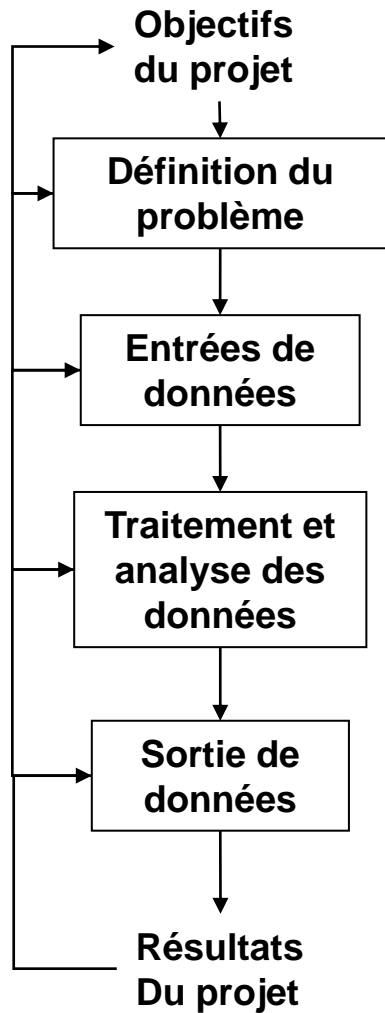 Objectifs
du projet
Définition du
problème
Entrées de
données
Traitement et
analyse des
données
Sortie de
données
Résultats
Du projet